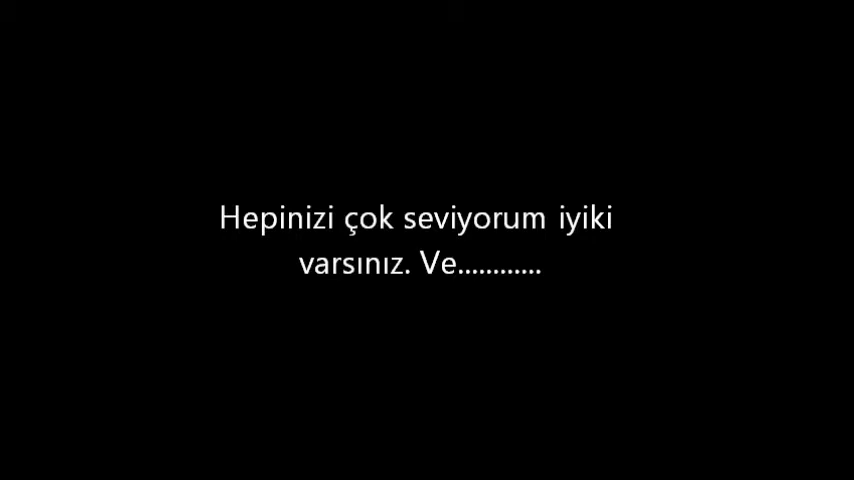 Hepinizi çok seviyorum iyiki
varsınız. Ve............